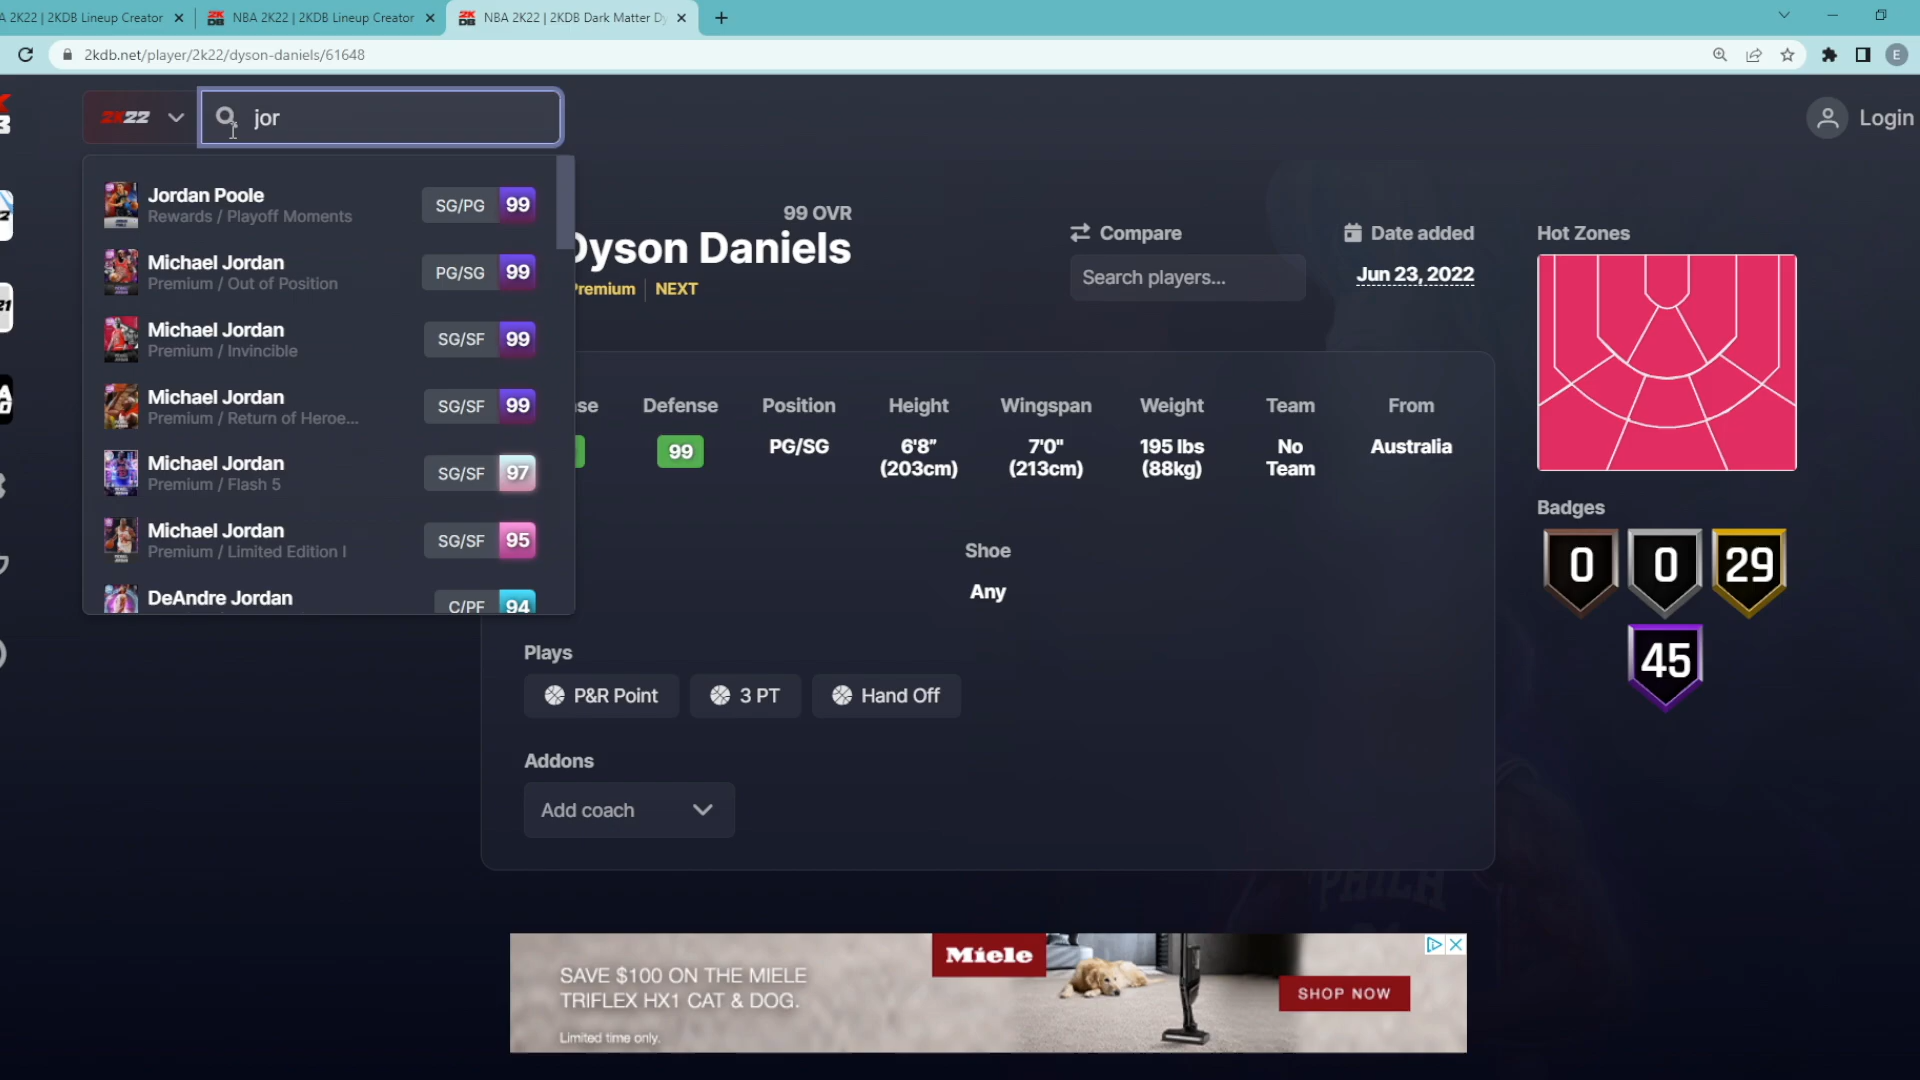 A 2K22 | 2KDB Lineup Creator
NBA 2K22 | 2KDB Lineup Creator
NBA 2K22 | 2KDB Dark Matter Dy
2kdb.net/player/2k22/dyson-daniels/61648
E
2K22
jor
Login
Jordan Poole
Rewards / Playoff Moments
SG/PG 99
Michael Jordan
Premium / Out of Position
PG/SG 99
Michael Jordan
Premium / Invincible
SG/SF 99
Michael Jordan
Premium / Return of Heroe...
SG/SF 99
Michael Jordan
Premium / Flash 5
SG/SF 97
Michael Jordan
Premium / Limited Edition I
SG/SF 95
DeAndre Jordan
C/PF 94
99 OVR
Dyson Daniels
Premium NEXT
Compare
Search players...
Date added
Jun 23, 2022
Hot Zones
Defense
99
Position
PG/SG
Height
6'8"
(203cm)
Wingspan
7'0"
(213cm)
Weight
195 lbs
(88kg)
Team
No
Team
From
Australia
Shoe
Any
Plays
P&R Point
3 PT
Hand Off
Addons
Add coach
Badges
0 0 29
45
SAVE $100 ON THE MIELE
TRIFLEX HX1 CAT & DOG.
Limited time only.
Miele
SHOP NOW